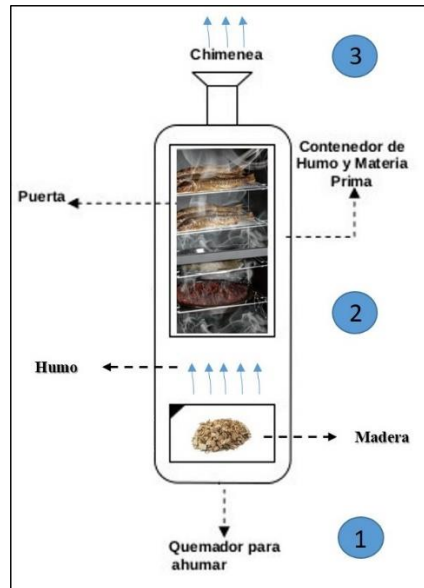 Chimenea
3
Contenedor de
Humo y Materia
Prima
Puerta
2
Humo
Madera
1
Quemador para
ahumar